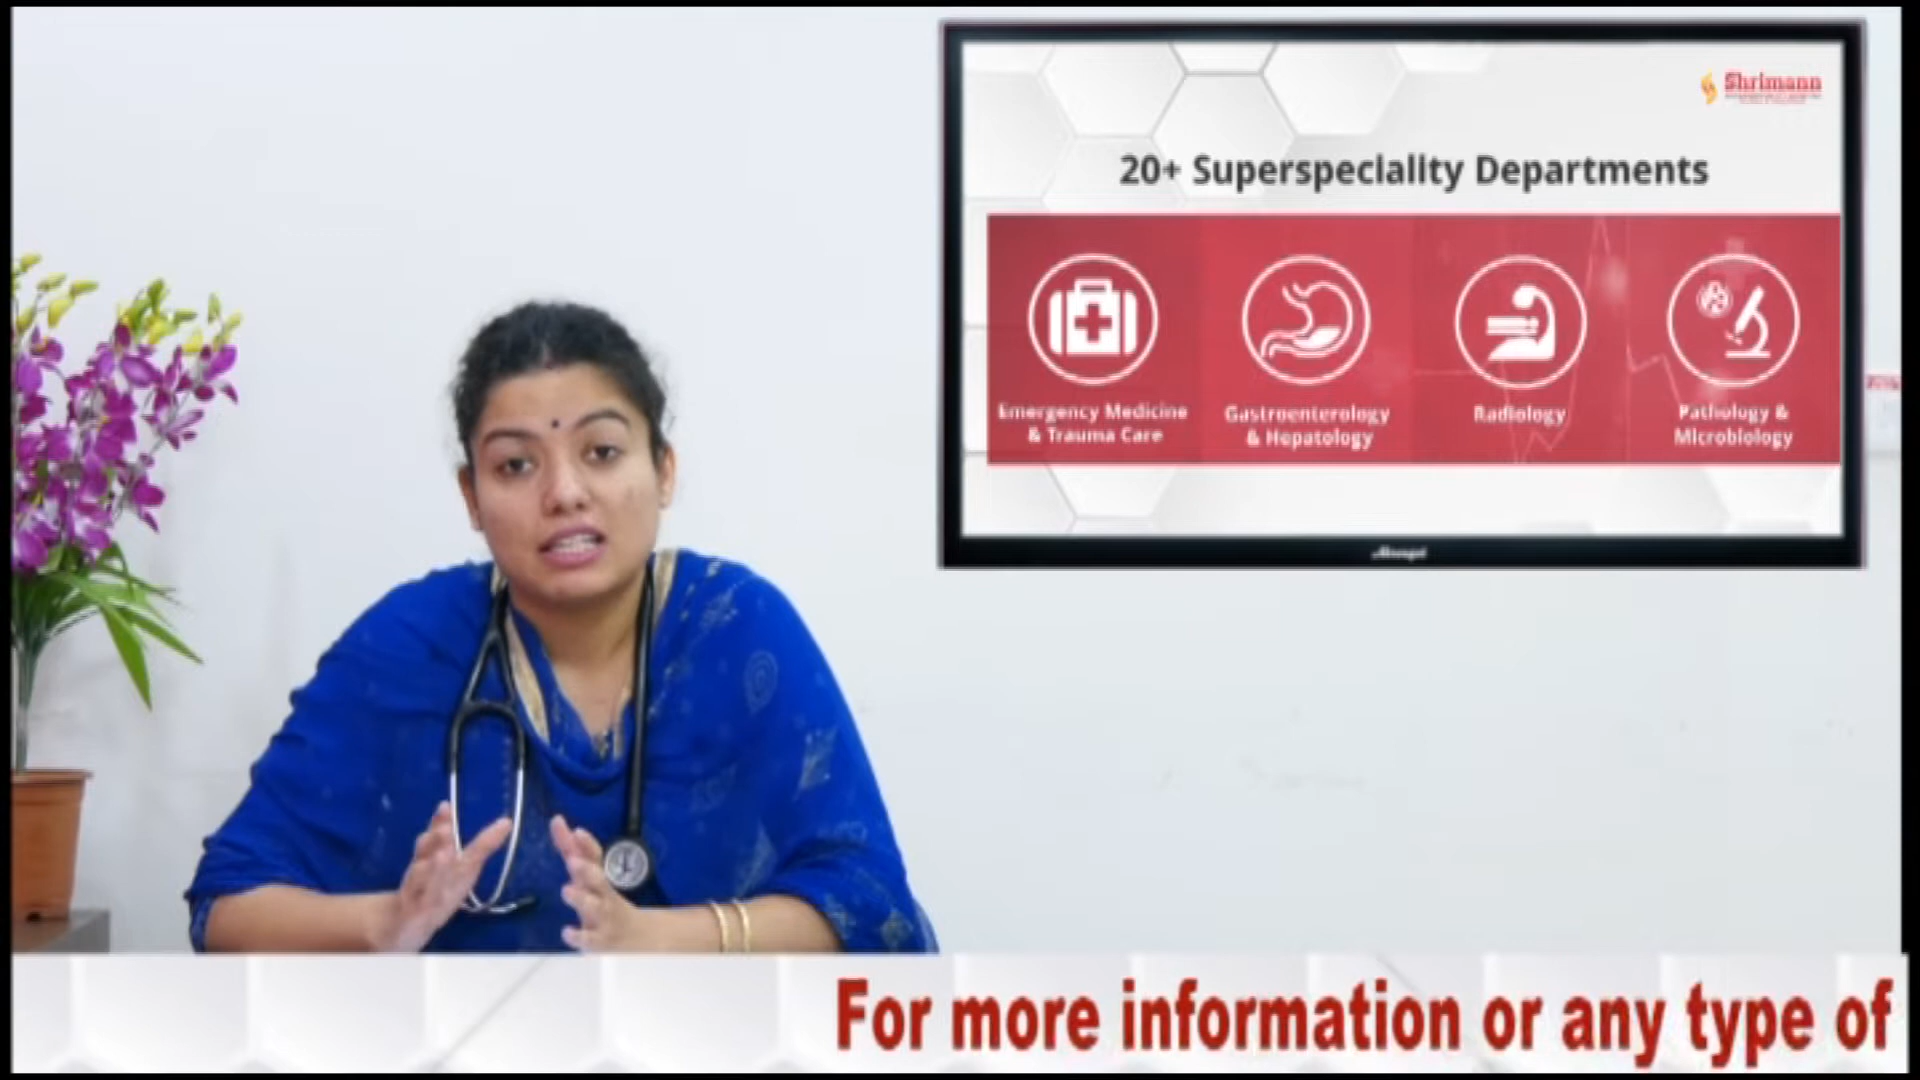 Shrimann
20+ Superspeciality Departments
Emergency Medicine
& Trauma Care
Gastroenterology
& Hepatology
Radiology
Pathology &
Microbiology
For more information or any type of